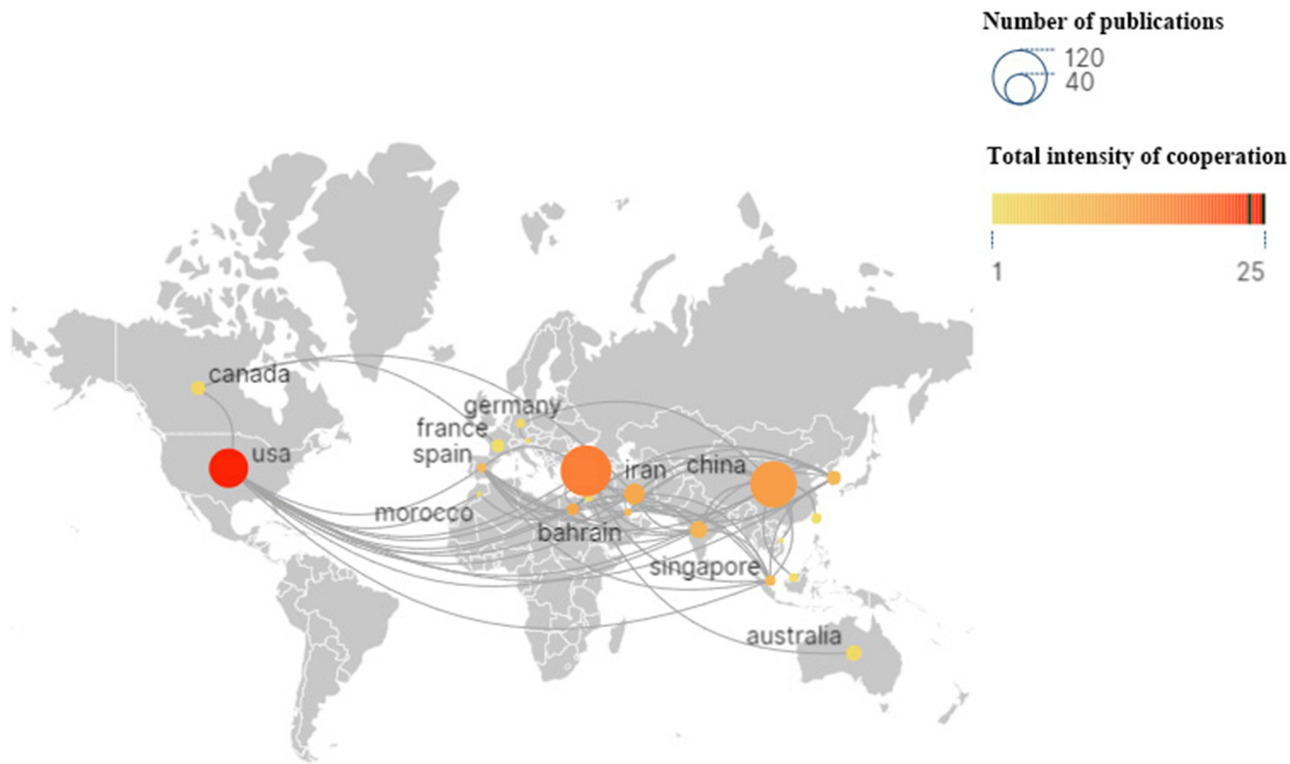 Number of publications
120
40
Total intensity of cooperation
1 25
canada
germany
france
spain
usa
iran
china
morocco
bahrain
singapore
australia